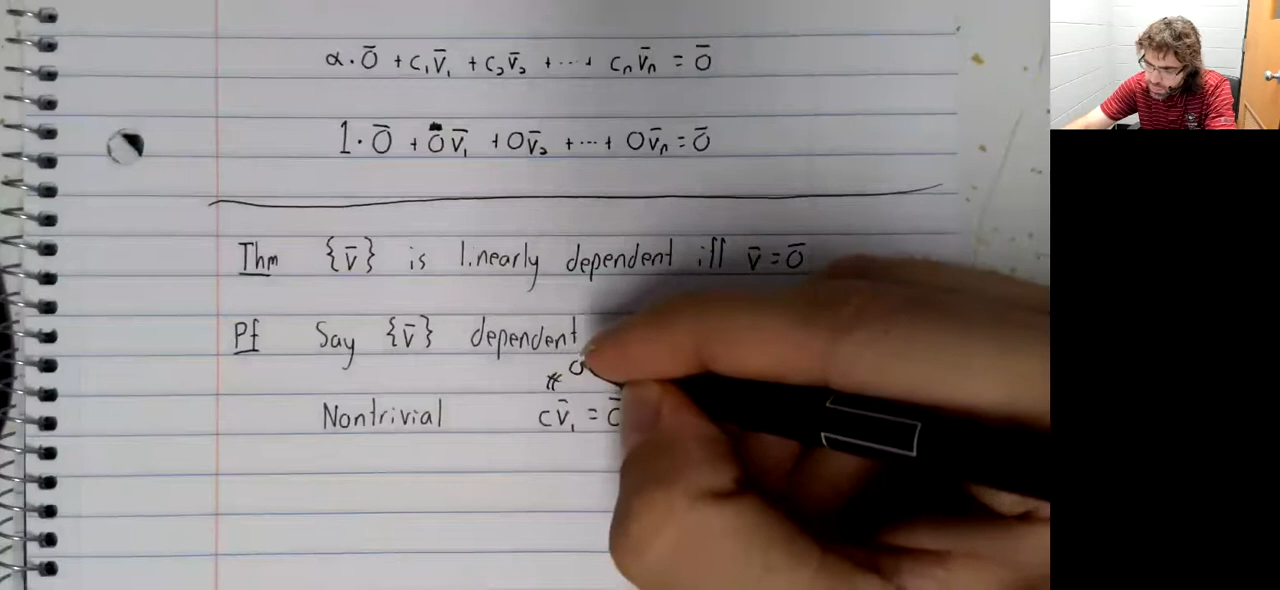 α · 0̄ + c₁v̄₁ + c₂v̄₂ + ··· + cₙv̄ₙ = 0̄
1 · 0̄ + 0v̄₁ + 0v̄₂ + ··· + 0v̄ₙ = 0̄
Thm {v̄} is linearly dependent iff v̄ = 0̄
Pf Say {v̄} dependent
≠ 0
Nontrivial cv̄₁ = 0̄